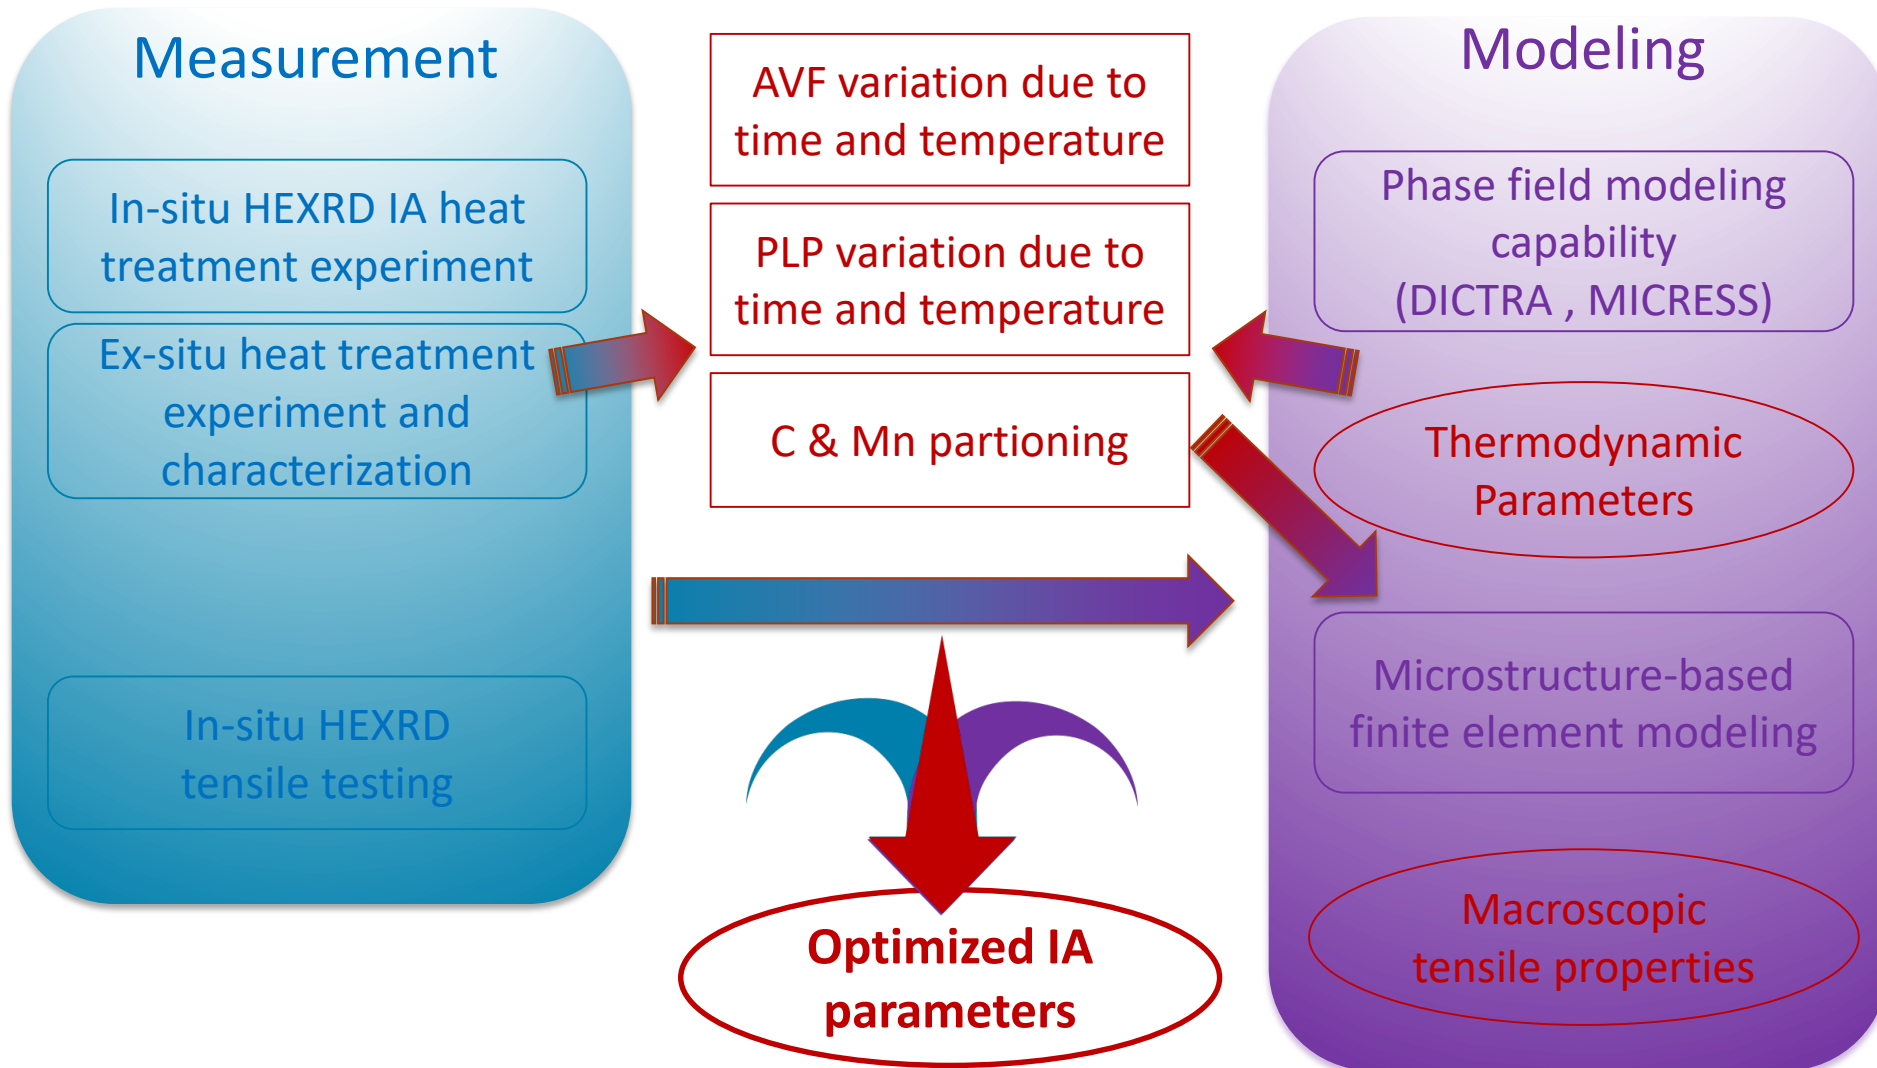 Measurement
In-situ HEXRD IA heat
treatment experiment
Ex-situ heat treatment
experiment and
characterization
In-situ HEXRD
tensile testing
AVF variation due to
time and temperature
PLP variation due to
time and temperature
C & Mn partioning
Optimized IA
parameters
Modeling
Phase field modeling
capability
(DICTRA , MICRESS)
Thermodynamic
Parameters
Microstructure-based
finite element modeling
Macroscopic
tensile properties